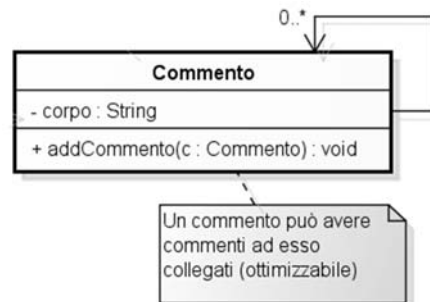 0..*
Commento
- corpo : String
+ addCommento(c : Commento) : void
Un commento può avere
commenti ad esso
collegati (ottimizzabile)